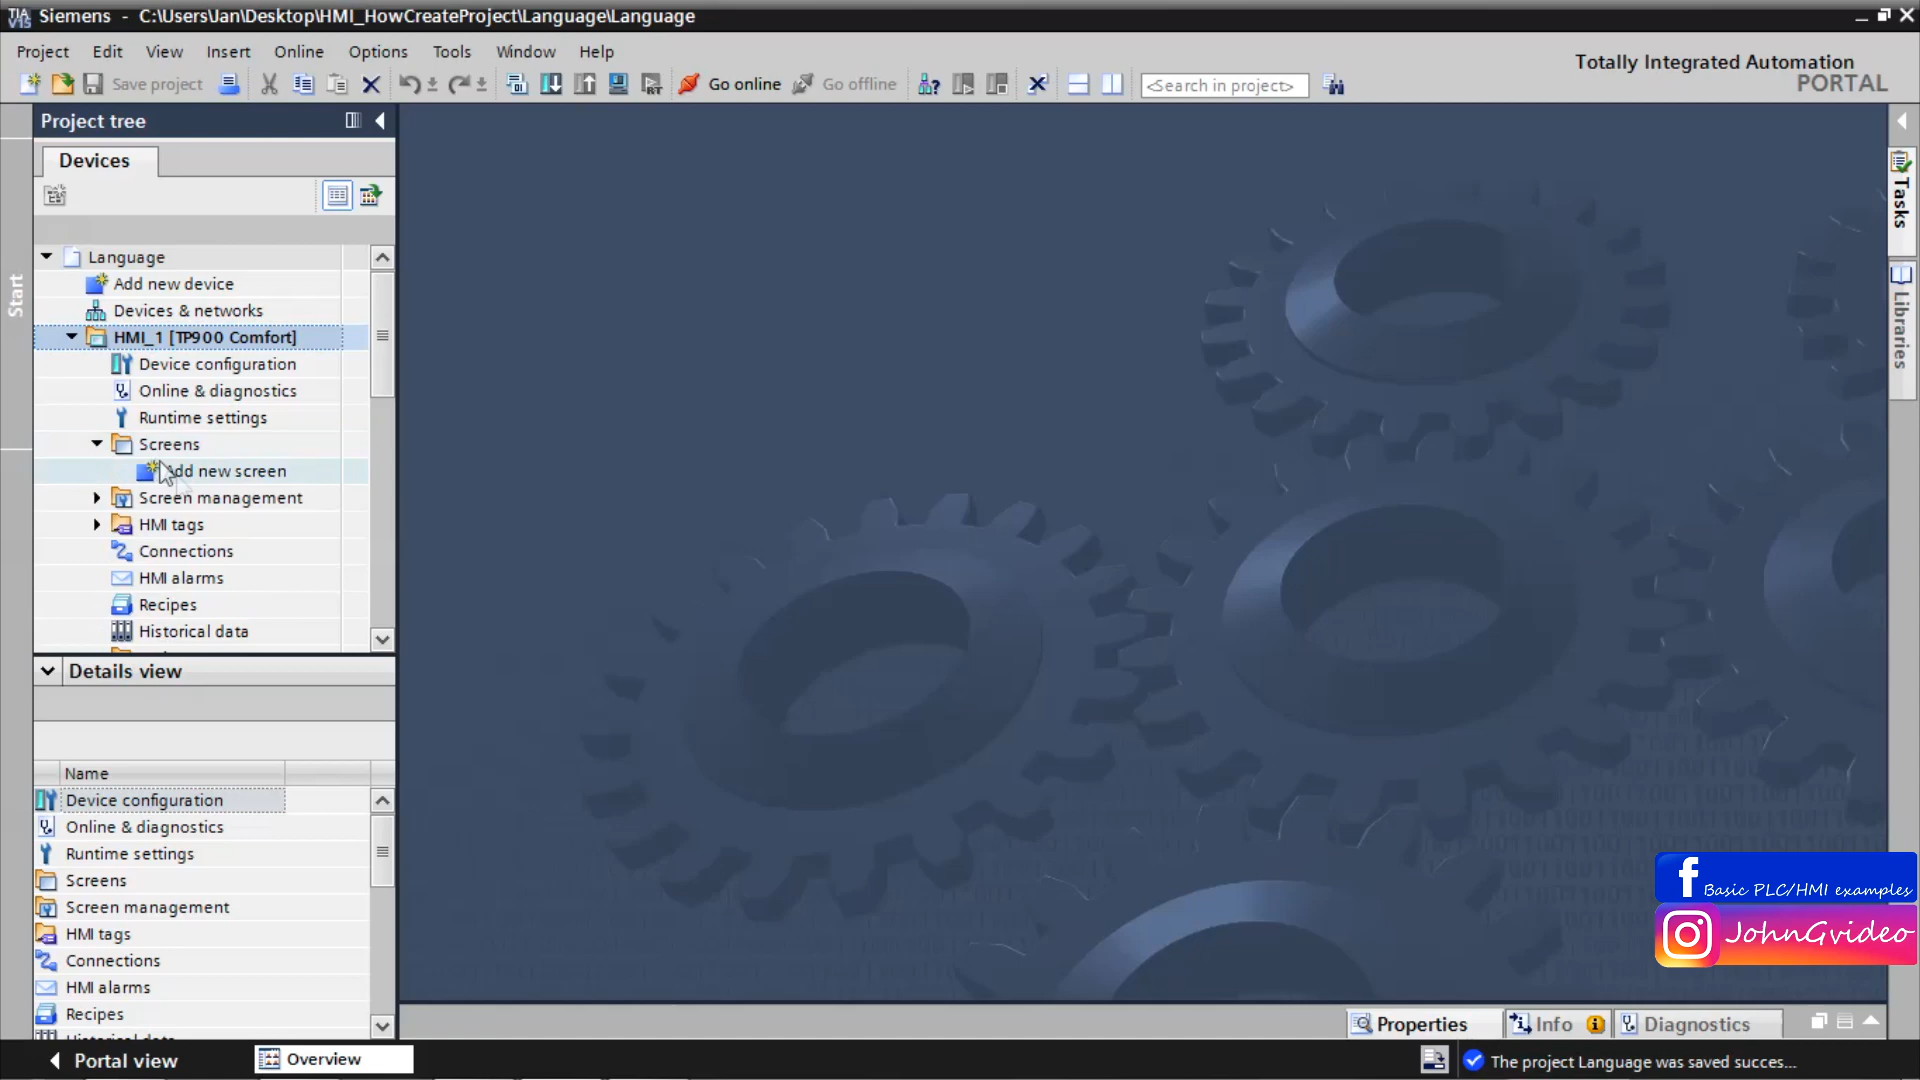 TIA V15 Siemens - C:\Users\Jan\Desktop\HMI_HowCreateProject\Language\Language
Project Edit View Insert Online Options Tools Window Help
Totally Integrated Automation
PORTAL
Save project Go online Go offline <Search in project>
Project tree
Devices
Start
Language
Add new device
Devices & networks
HMI_1 [TP900 Comfort]
Device configuration
Online & diagnostics
Runtime settings
Screens
Add new screen
Screen management
HMI tags
Connections
HMI alarms
Recipes
Historical data
Details view
Name
Device configuration
Online & diagnostics
Runtime settings
Screens
Screen management
HMI tags
Connections
HMI alarms
Recipes
Tasks
Libraries
Basic PLC/HMI examples
JohnGvideo
Properties Info Diagnostics
Portal view Overview
The project Language was saved succes...